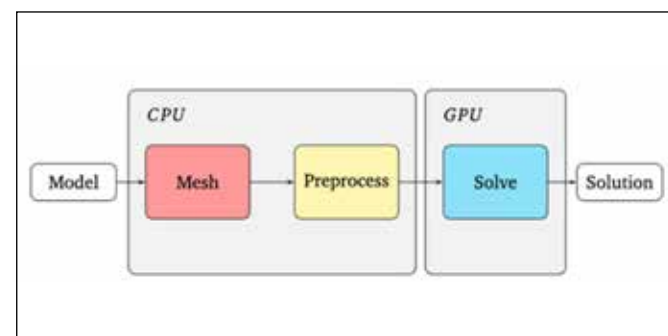 CPU
GPU
Model
Mesh
Preprocess
Solve
Solution